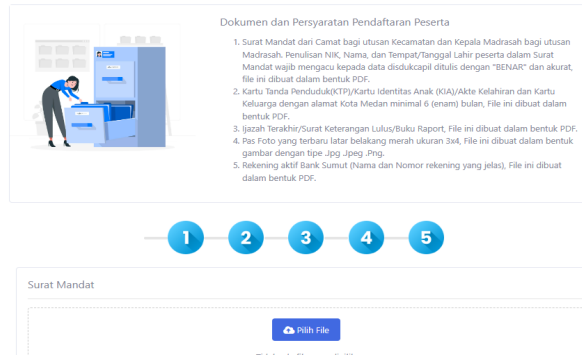 Dokumen dan Persyaratan Pendaftaran Peserta
1. Surat Mandat dari Camat bagi utusan Kecamatan dan Kepala Madrasah bagi utusan
Madrasah. Penulisan NIK, Nama, dan Tempat/Tanggal Lahir peserta dalam Surat
Mandat wajib mengacu kepada data disdukcapil ditulis dengan "BENAR" dan akurat,
file ini dibuat dalam bentuk PDF.
2. Kartu Tanda Penduduk(KTP)/Kartu Identitas Anak (KIA)/Akte Kelahiran dan Kartu
Keluarga dengan alamat Kota Medan minimal 6 (enam) bulan, File ini dibuat dalam
bentuk PDF.
3. Ijazah Terakhir/Surat Keterangan Lulus/Buku Raport, File ini dibuat dalam bentuk PDF.
4. Pas Foto yang terbaru latar belakang merah ukuran 3x4, File ini dibuat dalam bentuk
gambar dengan tipe .Jpg .Jpeg .Png.
5. Rekening aktif Bank Sumut (Nama dan Nomor rekening yang jelas), File ini dibuat
dalam bentuk PDF.
1 2 3 4 5
Surat Mandat
Pilih File